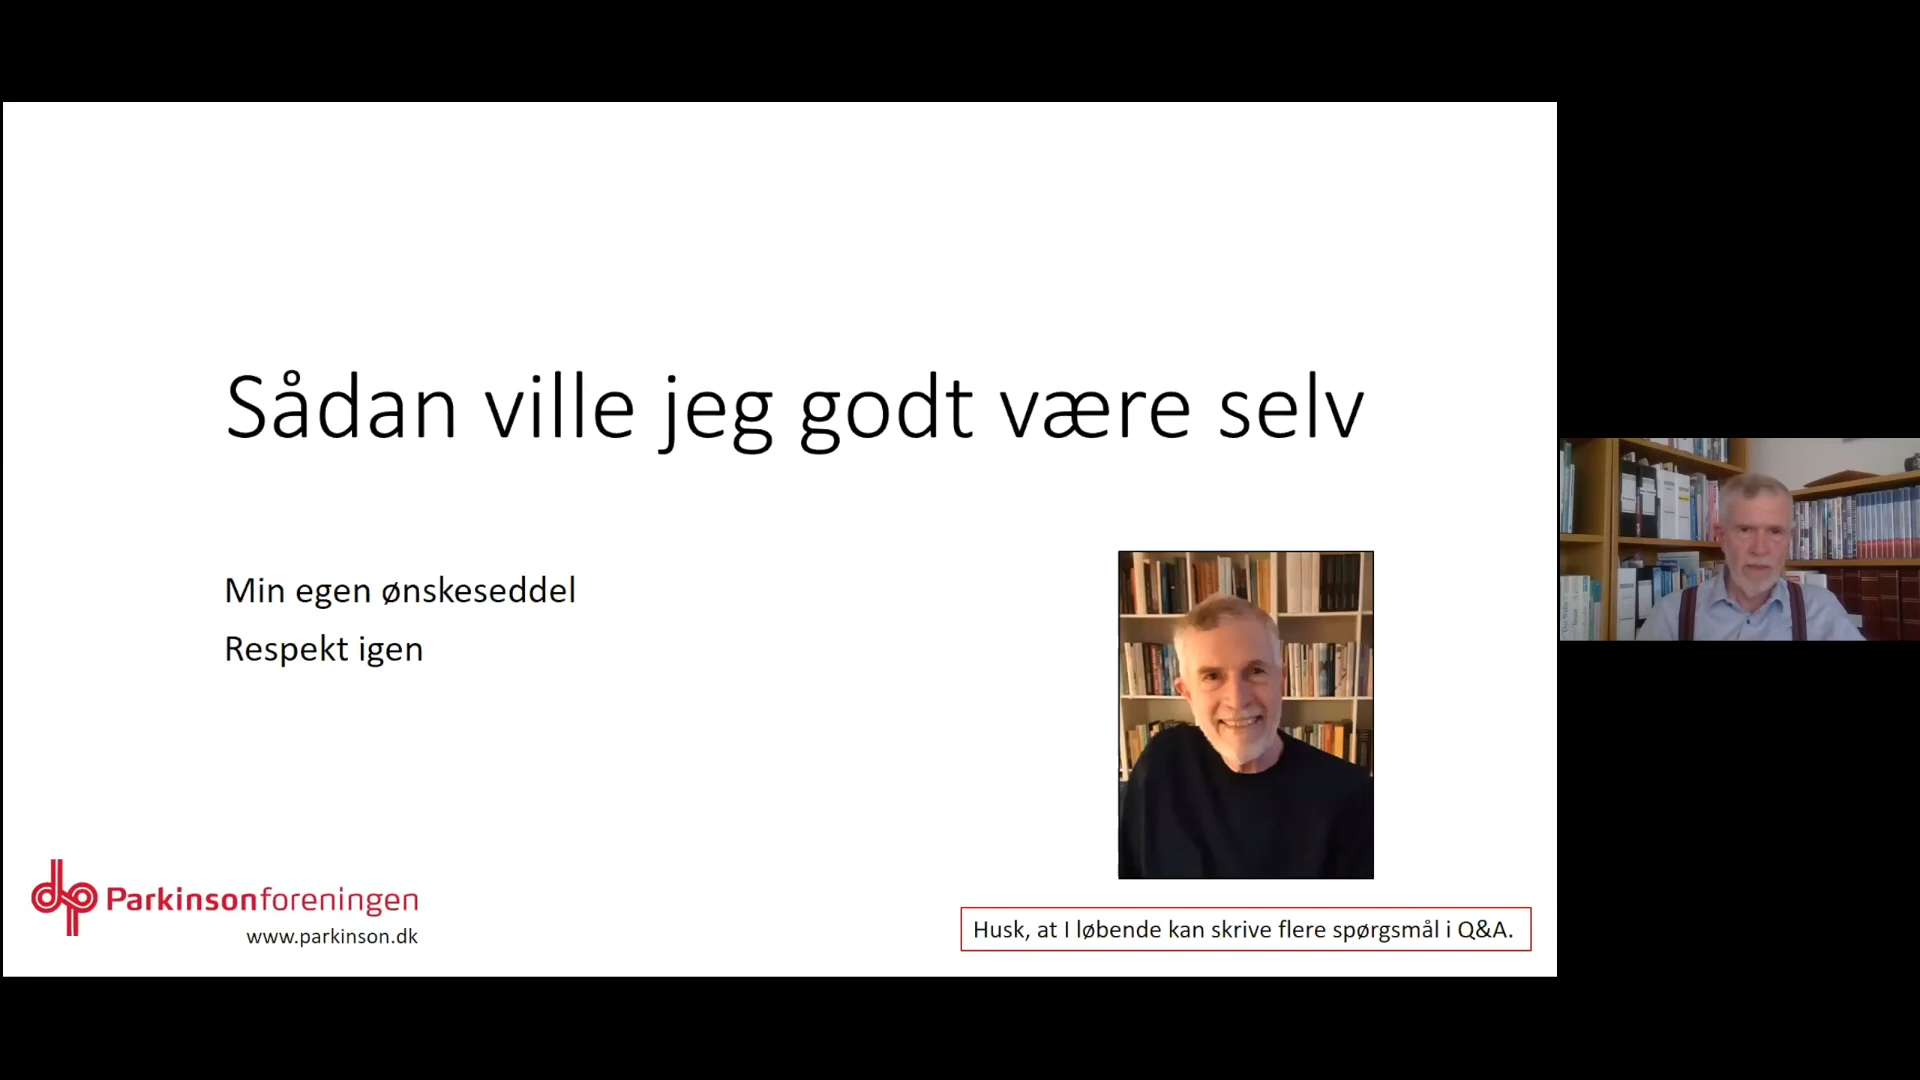 Sådan ville jeg godt være selv
Min egen ønskeseddel
Respekt igen
Parkinsonforeningen
www.parkinson.dk
Husk, at I løbende kan skrive flere spørgsmål i Q&A.